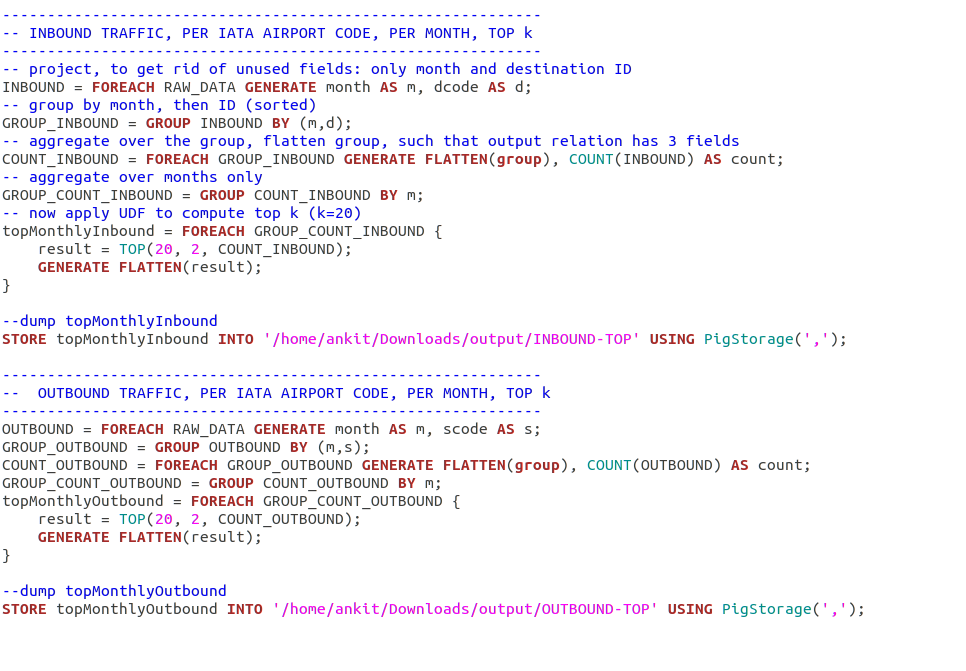 ------------------------------------------------------------
-- INBOUND TRAFFIC, PER IATA AIRPORT CODE, PER MONTH, TOP k
------------------------------------------------------------
-- project, to get rid of unused fields: only month and destination ID
INBOUND = FOREACH RAW_DATA GENERATE month AS m, dcode AS d;
-- group by month, then ID (sorted)
GROUP_INBOUND = GROUP INBOUND BY (m,d);
-- aggregate over the group, flatten group, such that output relation has 3 fields
COUNT_INBOUND = FOREACH GROUP_INBOUND GENERATE FLATTEN(group), COUNT(INBOUND) AS count;
-- aggregate over months only
GROUP_COUNT_INBOUND = GROUP COUNT_INBOUND BY m;
-- now apply UDF to compute top k (k=20)
topMonthlyInbound = FOREACH GROUP_COUNT_INBOUND {
    result = TOP(20, 2, COUNT_INBOUND);
    GENERATE FLATTEN(result);
}
--dump topMonthlyInbound
STORE topMonthlyInbound INTO '/home/ankit/Downloads/output/INBOUND-TOP' USING PigStorage(',');
------------------------------------------------------------
--  OUTBOUND TRAFFIC, PER IATA AIRPORT CODE, PER MONTH, TOP k
------------------------------------------------------------
OUTBOUND = FOREACH RAW_DATA GENERATE month AS m, scode AS s;
GROUP_OUTBOUND = GROUP OUTBOUND BY (m,s);
COUNT_OUTBOUND = FOREACH GROUP_OUTBOUND GENERATE FLATTEN(group), COUNT(OUTBOUND) AS count;
GROUP_COUNT_OUTBOUND = GROUP COUNT_OUTBOUND BY m;
topMonthlyOutbound = FOREACH GROUP_COUNT_OUTBOUND {
    result = TOP(20, 2, COUNT_OUTBOUND);
    GENERATE FLATTEN(result);
}
--dump topMonthlyOutbound
STORE topMonthlyOutbound INTO '/home/ankit/Downloads/output/OUTBOUND-TOP' USING PigStorage(',');